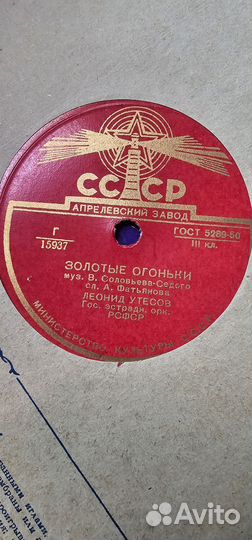 СССР
АПРЕЛЕВСКИЙ ЗАВОД
Г
15937
ГОСТ 5289-50
III кл.
ЗОЛОТЫЕ ОГОНЬКИ
муз. В. Соловьева-Седого
сл. А. Фатьянова
ЛЕОНИД УТЕСОВ
Гос. эстрадн. орк.
РСФСР
МИНИСТЕРСТВО КУЛЬТУРЫ
Avito